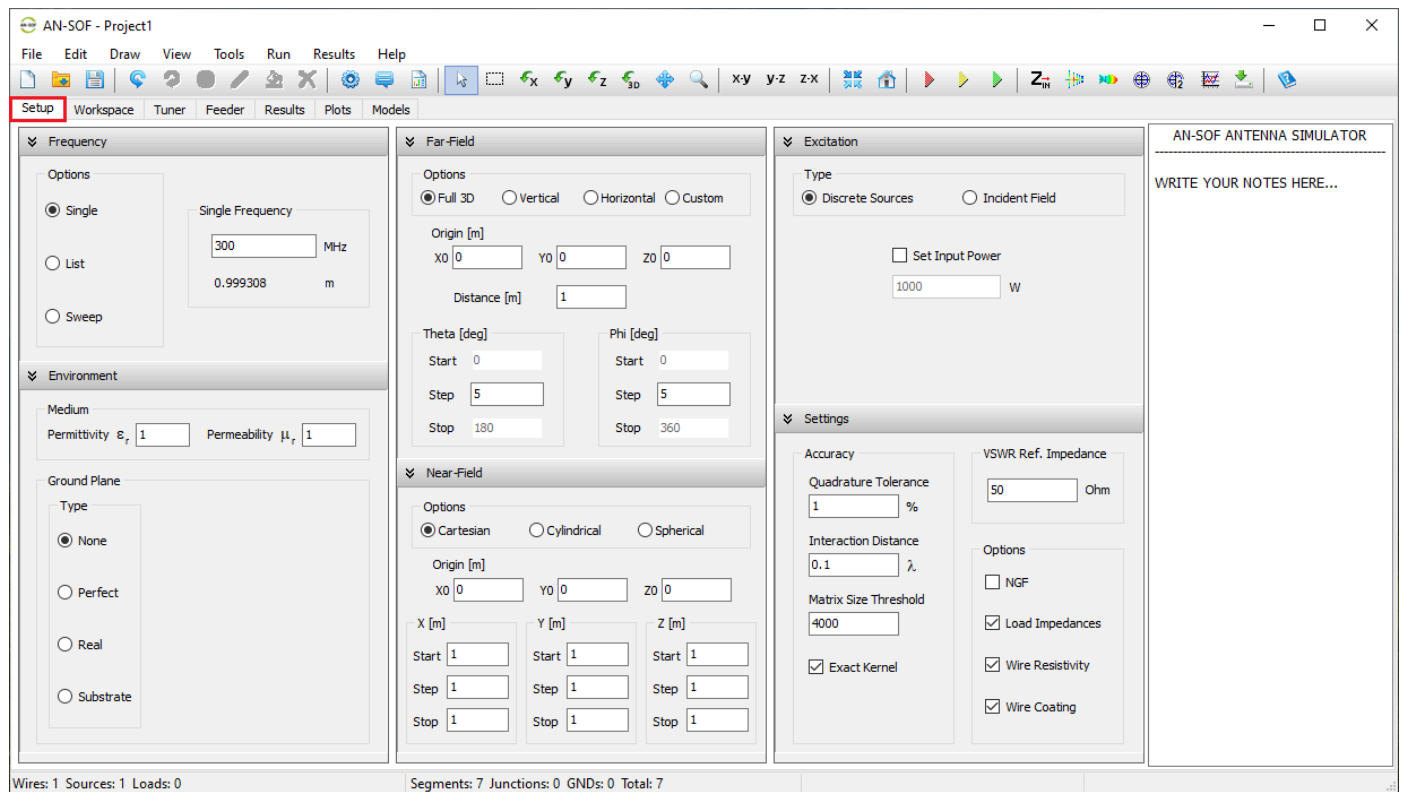 AN-SOF - Project1
File Edit Draw View Tools Run Results Help
x y z 3D x·y y·z z·x Z IN 2
Setup Workspace Tuner Feeder Results Plots Models
Frequency
Options
Single
List
Sweep
Single Frequency
300 MHz
0.999308 m
Environment
Medium
Permittivity εr 1 Permeability μr 1
Ground Plane
Type
None
Perfect
Real
Substrate
Far-Field
Options
Full 3D Vertical Horizontal Custom
Origin [m]
X0 0 Y0 0 Z0 0
Distance [m] 1
Theta [deg] Phi [deg]
Start 0 Start 0
Step 5 Step 5
Stop 180 Stop 360
Near-Field
Options
Cartesian Cylindrical Spherical
Origin [m]
X0 0 Y0 0 Z0 0
X [m] Y [m] Z [m]
Start 1 Start 1 Start 1
Step 1 Step 1 Step 1
Stop 1 Stop 1 Stop 1
Excitation
Type
Discrete Sources Incident Field
Set Input Power
1000 W
Settings
Accuracy
Quadrature Tolerance
1 %
Interaction Distance
0.1 λ
Matrix Size Threshold
4000
Exact Kernel
VSWR Ref. Impedance
50 Ohm
Options
NGF
Load Impedances
Wire Resistivity
Wire Coating
AN-SOF ANTENNA SIMULATOR
WRITE YOUR NOTES HERE...
Wires: 1 Sources: 1 Loads: 0 Segments: 7 Junctions: 0 GNDs: 0 Total: 7